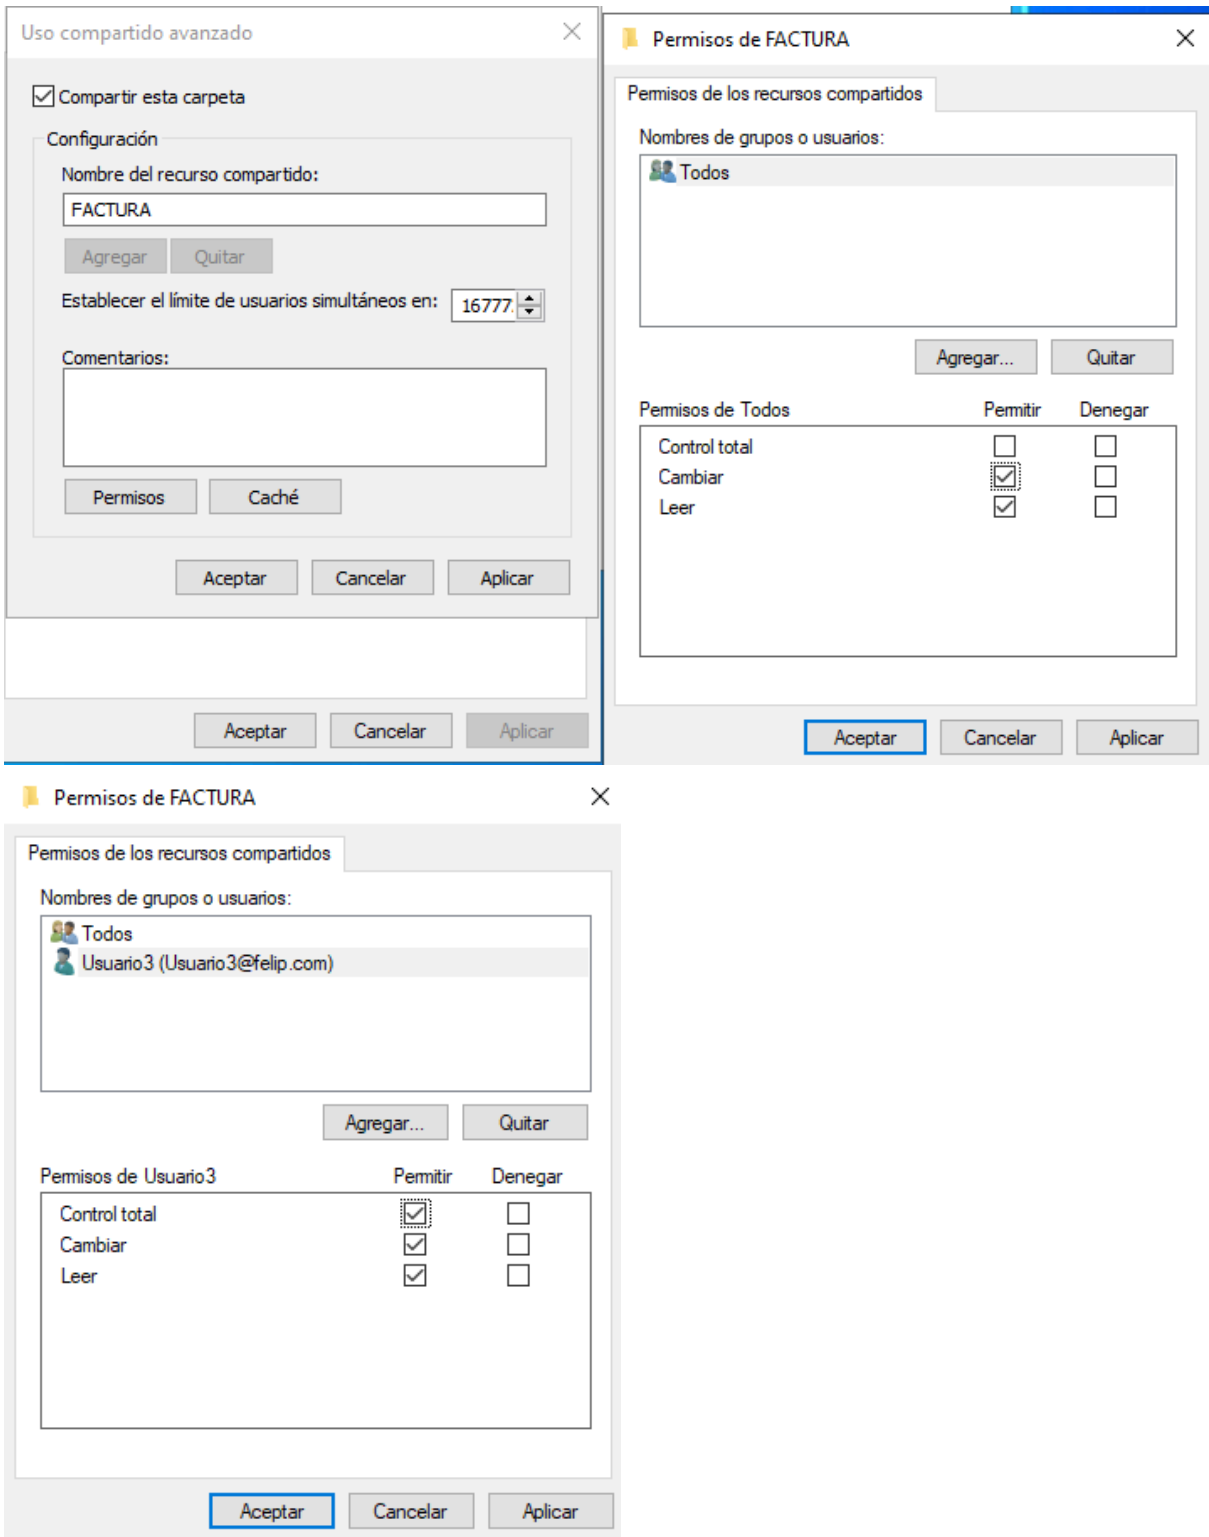 Uso compartido avanzado
Compartir esta carpeta
Configuración
Nombre del recurso compartido:
FACTURA
Agregar Quitar
Establecer el límite de usuarios simultáneos en: 16777
Comentarios:
Permisos Caché
Aceptar Cancelar Aplicar
Aceptar Cancelar Aplicar
Permisos de FACTURA
Permisos de los recursos compartidos
Nombres de grupos o usuarios:
Todos
Agregar... Quitar
Permisos de Todos Permitir Denegar
Control total
Cambiar
Leer
Aceptar Cancelar Aplicar
Permisos de FACTURA
Permisos de los recursos compartidos
Nombres de grupos o usuarios:
Todos
Usuario3 (Usuario3@felip.com)
Agregar... Quitar
Permisos de Usuario3 Permitir Denegar
Control total
Cambiar
Leer
Aceptar Cancelar Aplicar